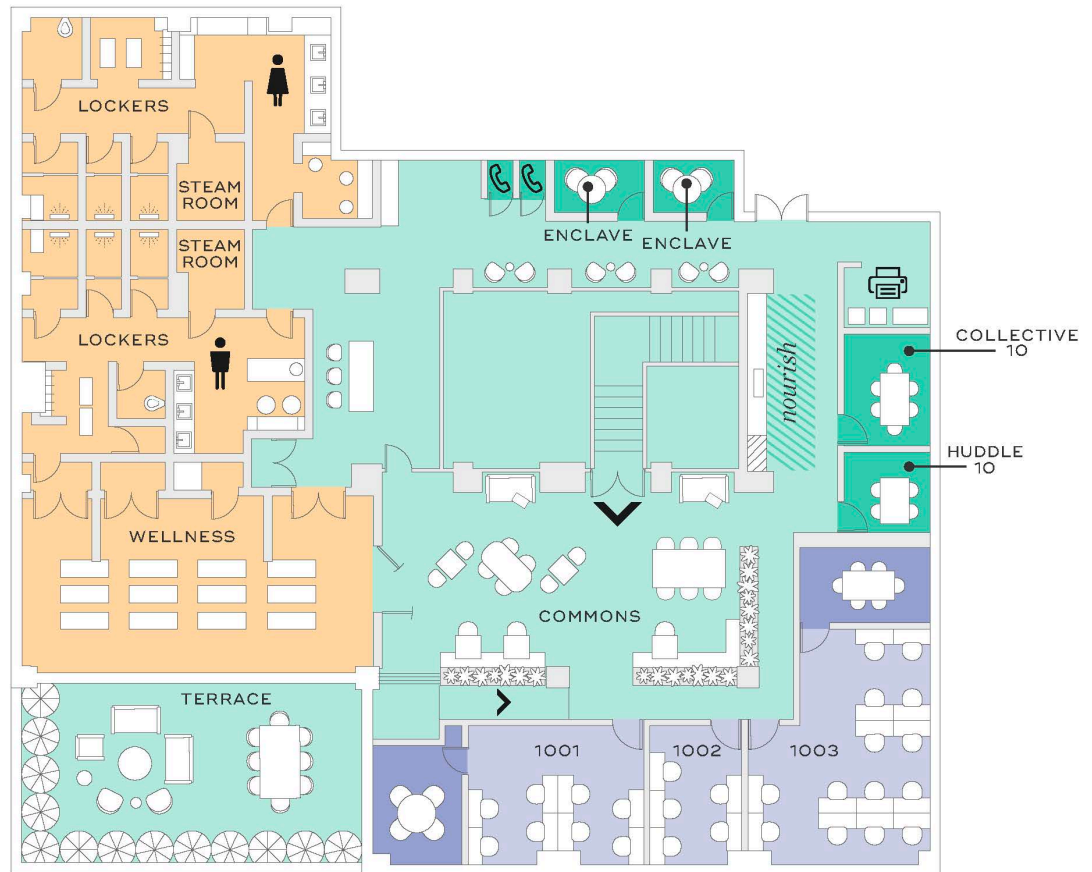 LOCKERS
STEAM
ROOM
ENCLAVE
ENCLAVE
STEAM
ROOM
LOCKERS
nourish
COLLECTIVE
10
HUDDLE
10
WELLNESS
COMMONS
TERRACE
1001
1002
1003